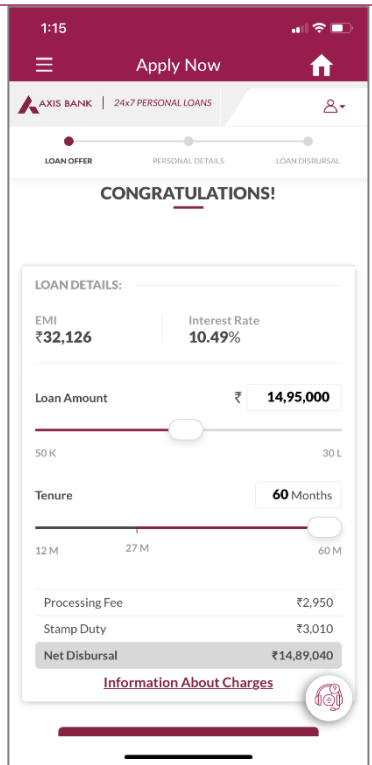 1:15
Apply Now
AXIS BANK | 24x7 PERSONAL LOANS
LOAN OFFER PERSONAL DETAILS LOAN DISBURSAL
CONGRATULATIONS!
LOAN DETAILS:
EMI Interest Rate
₹32,126 10.49%
Loan Amount ₹ 14,95,000
50 K 30 L
Tenure 60 Months
12 M 27 M 60 M
Processing Fee ₹2,950
Stamp Duty ₹3,010
Net Disbursal ₹14,89,040
Information About Charges